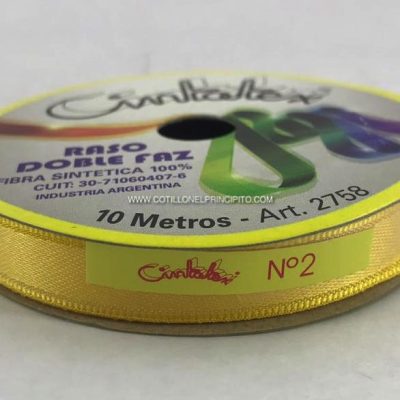 Cintatex
RASO
DOBLE FAZ
FIBRA SINTETICA 100%
CUIT: 30-71060407-6
INDUSTRIA ARGENTINA
WWW.COTILLONELPRINCIPITO.COM
10 Metros - Art. 2758
Cintatex Nº2